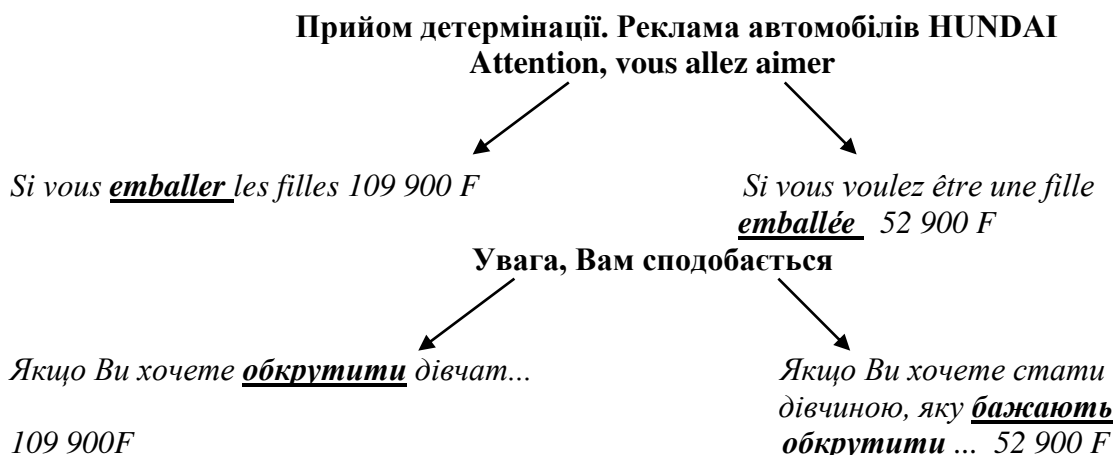 Прийом детермінації. Реклама автомобілів HUNDAI
Attention, vous allez aimer
Si vous emballer les filles 109 900 F
Si vous voulez être une fille
emballée 52 900 F
Увага, Вам сподобається
Якщо Ви хочете обкрутити дівчат...
109 900F
Якщо Ви хочете стати
дівчиною, яку бажають
обкрутити ... 52 900 F